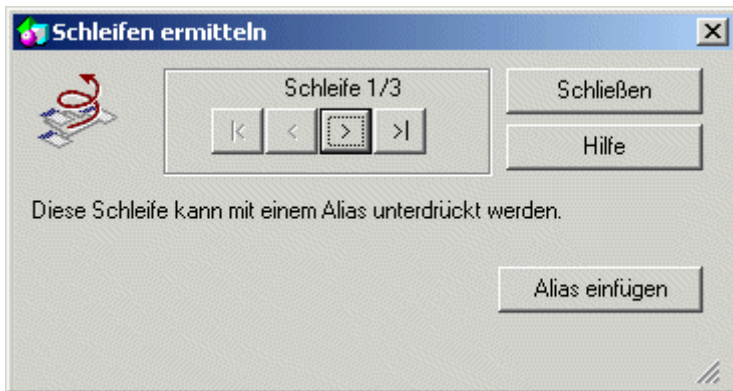 Schleifen ermitteln
Schleife 1/3
|< < > >|
Schließen
Hilfe
Diese Schleife kann mit einem Alias unterdrückt werden.
Alias einfügen